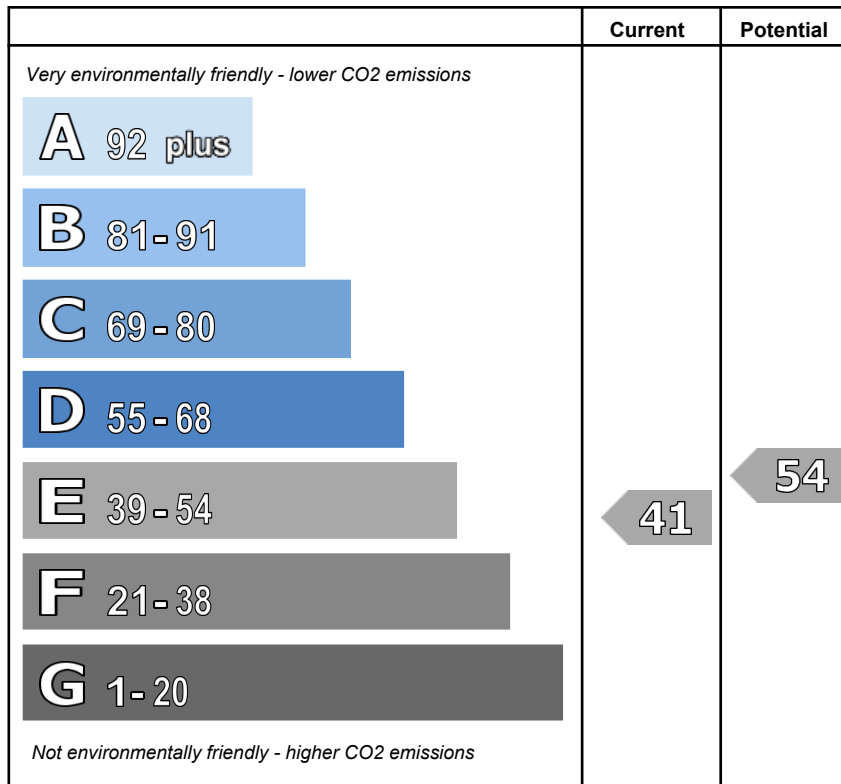 Current Potential
Very environmentally friendly - lower CO2 emissions
A 92 plus
B 81-91
C 69-80
D 55-68
E 39-54
54
41
F 21-38
G 1-20
Not environmentally friendly - higher CO2 emissions